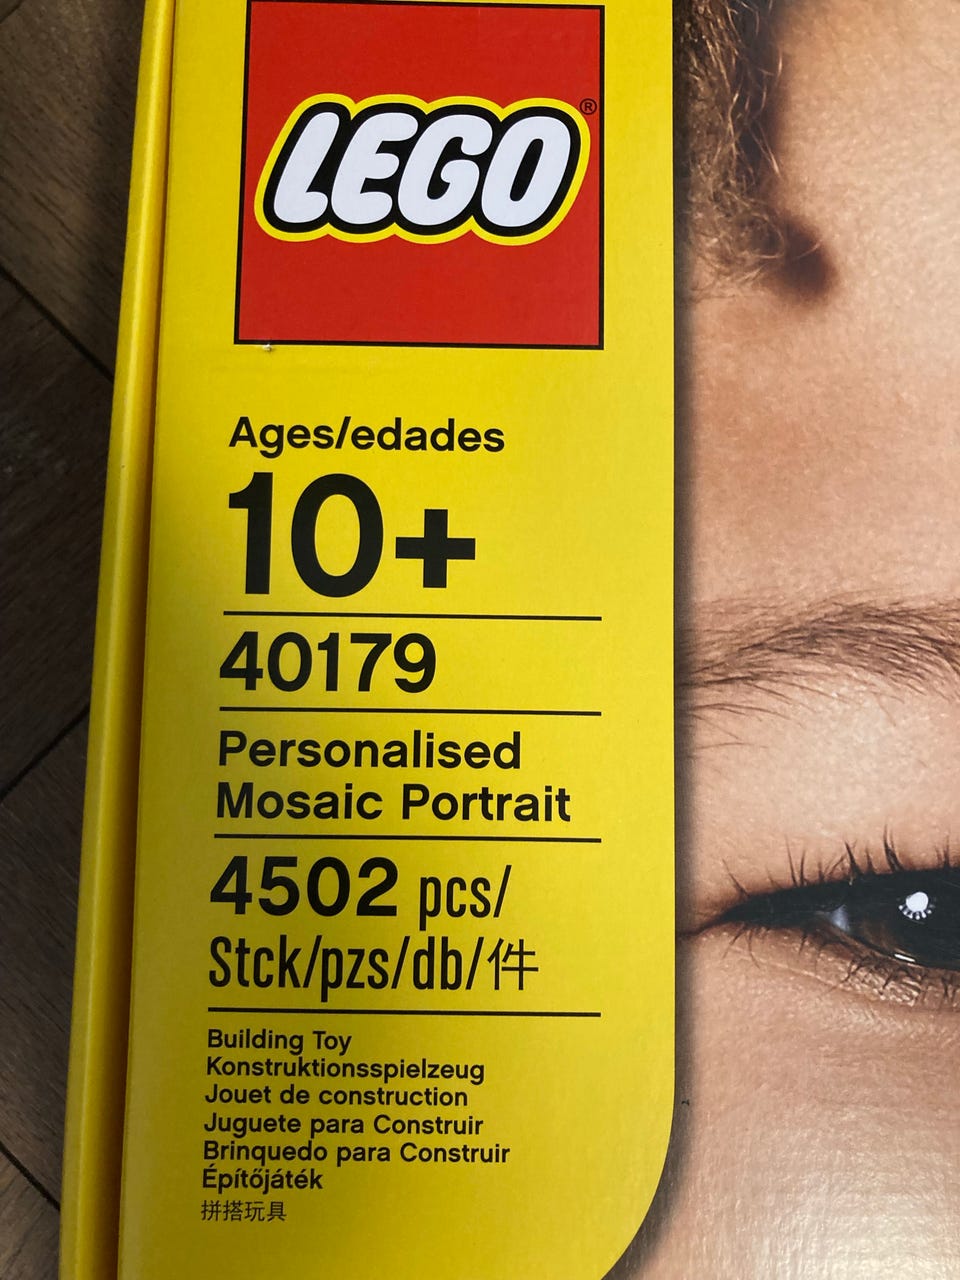 LEGO®
Ages/edades
10+
40179
Personalised
Mosaic Portrait
4502 pcs/
Stck/pzs/db/件
Building Toy
Konstruktionsspielzeug
Jouet de construction
Juguete para Construir
Brinquedo para Construir
Építőjáték
拼搭玩具